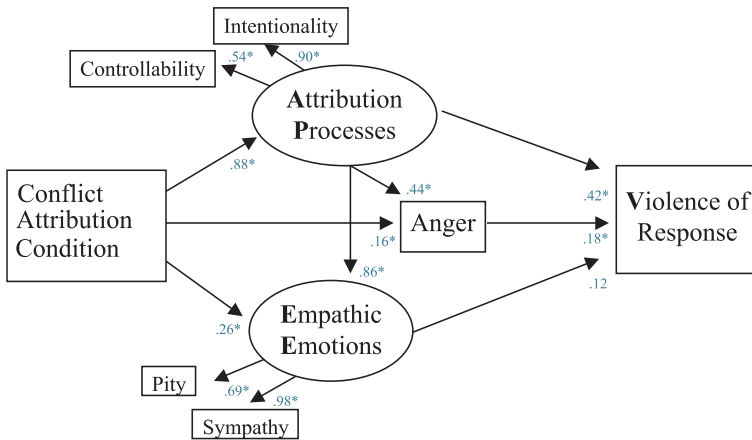 Intentionality
.54*
.90*
Controllability
Attribution
Processes
.88*
.44*
Conflict
Attribution
Condition
.42*
Violence of
Response
Anger
.16*
.18*
.86*
.12
.26*
Empathic
Emotions
Pity
.69*
.98*
Sympathy